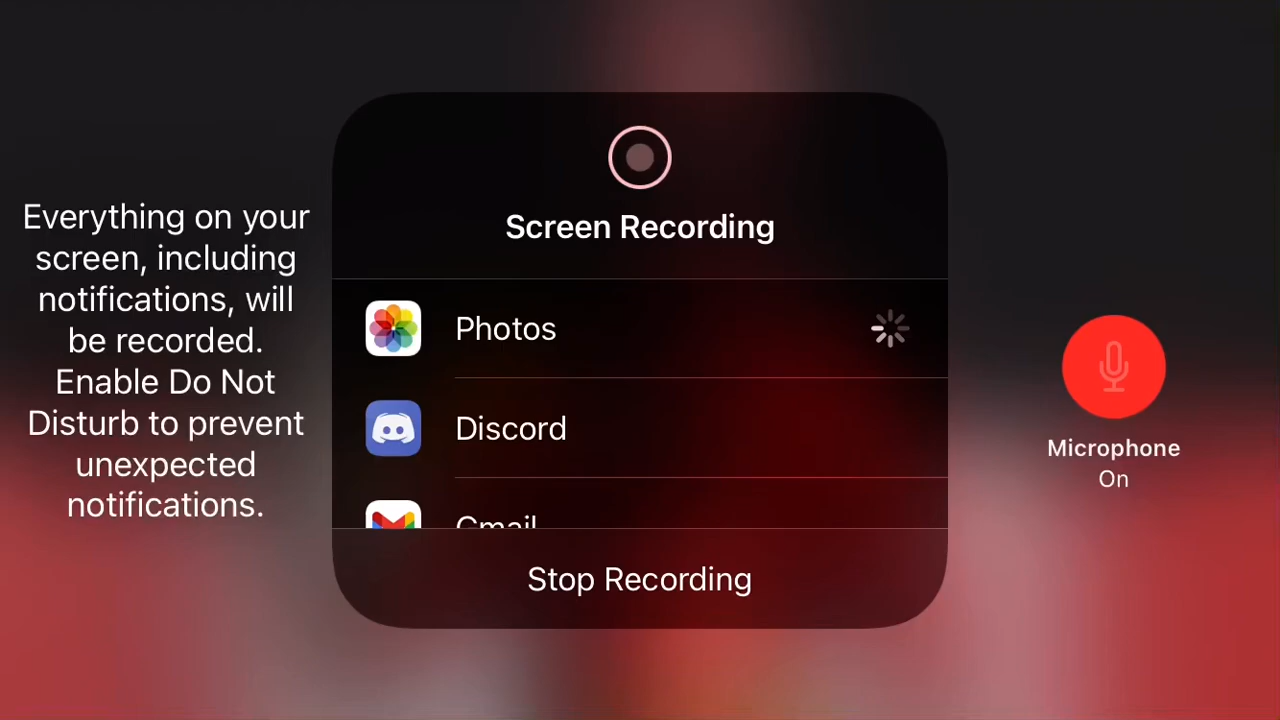 Everything on your
screen, including
notifications, will
be recorded.
Enable Do Not
Disturb to prevent
unexpected
notifications.
Screen Recording
Photos
Discord
Gmail
Stop Recording
Microphone
On